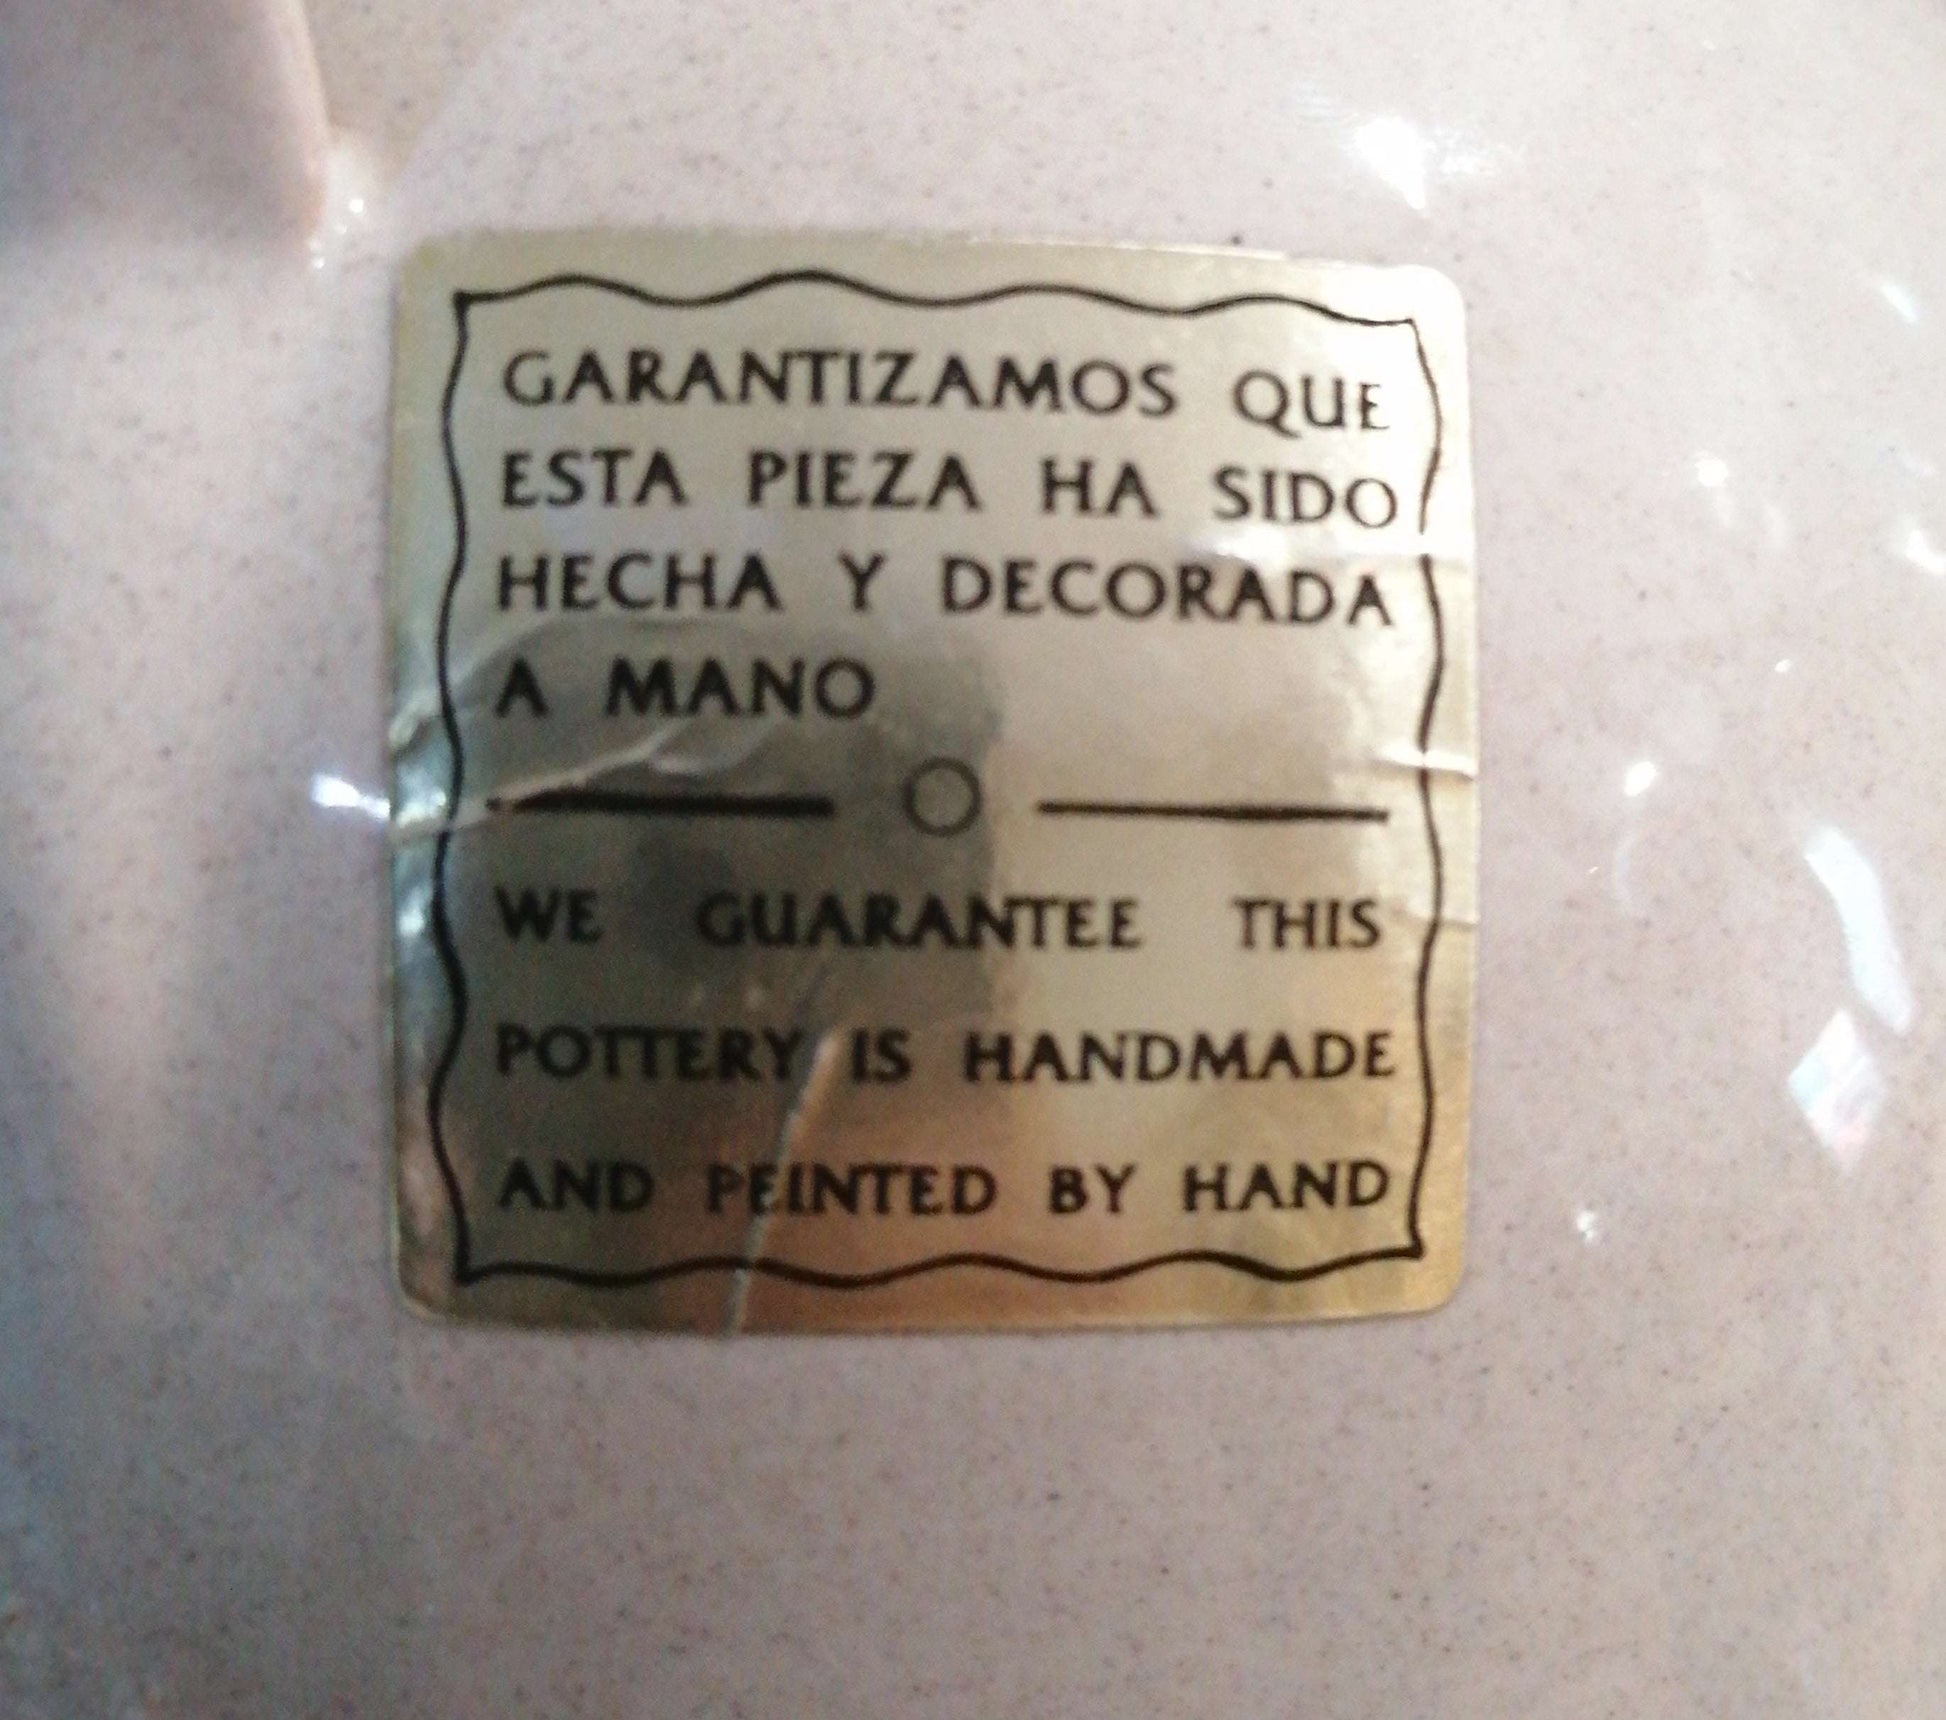 GARANTIZAMOS QUE
ESTA PIEZA HA SIDO
HECHA Y DECORADA
A MANO
WE GUARANTEE THIS
POTTERY IS HANDMADE
AND PEINTED BY HAND